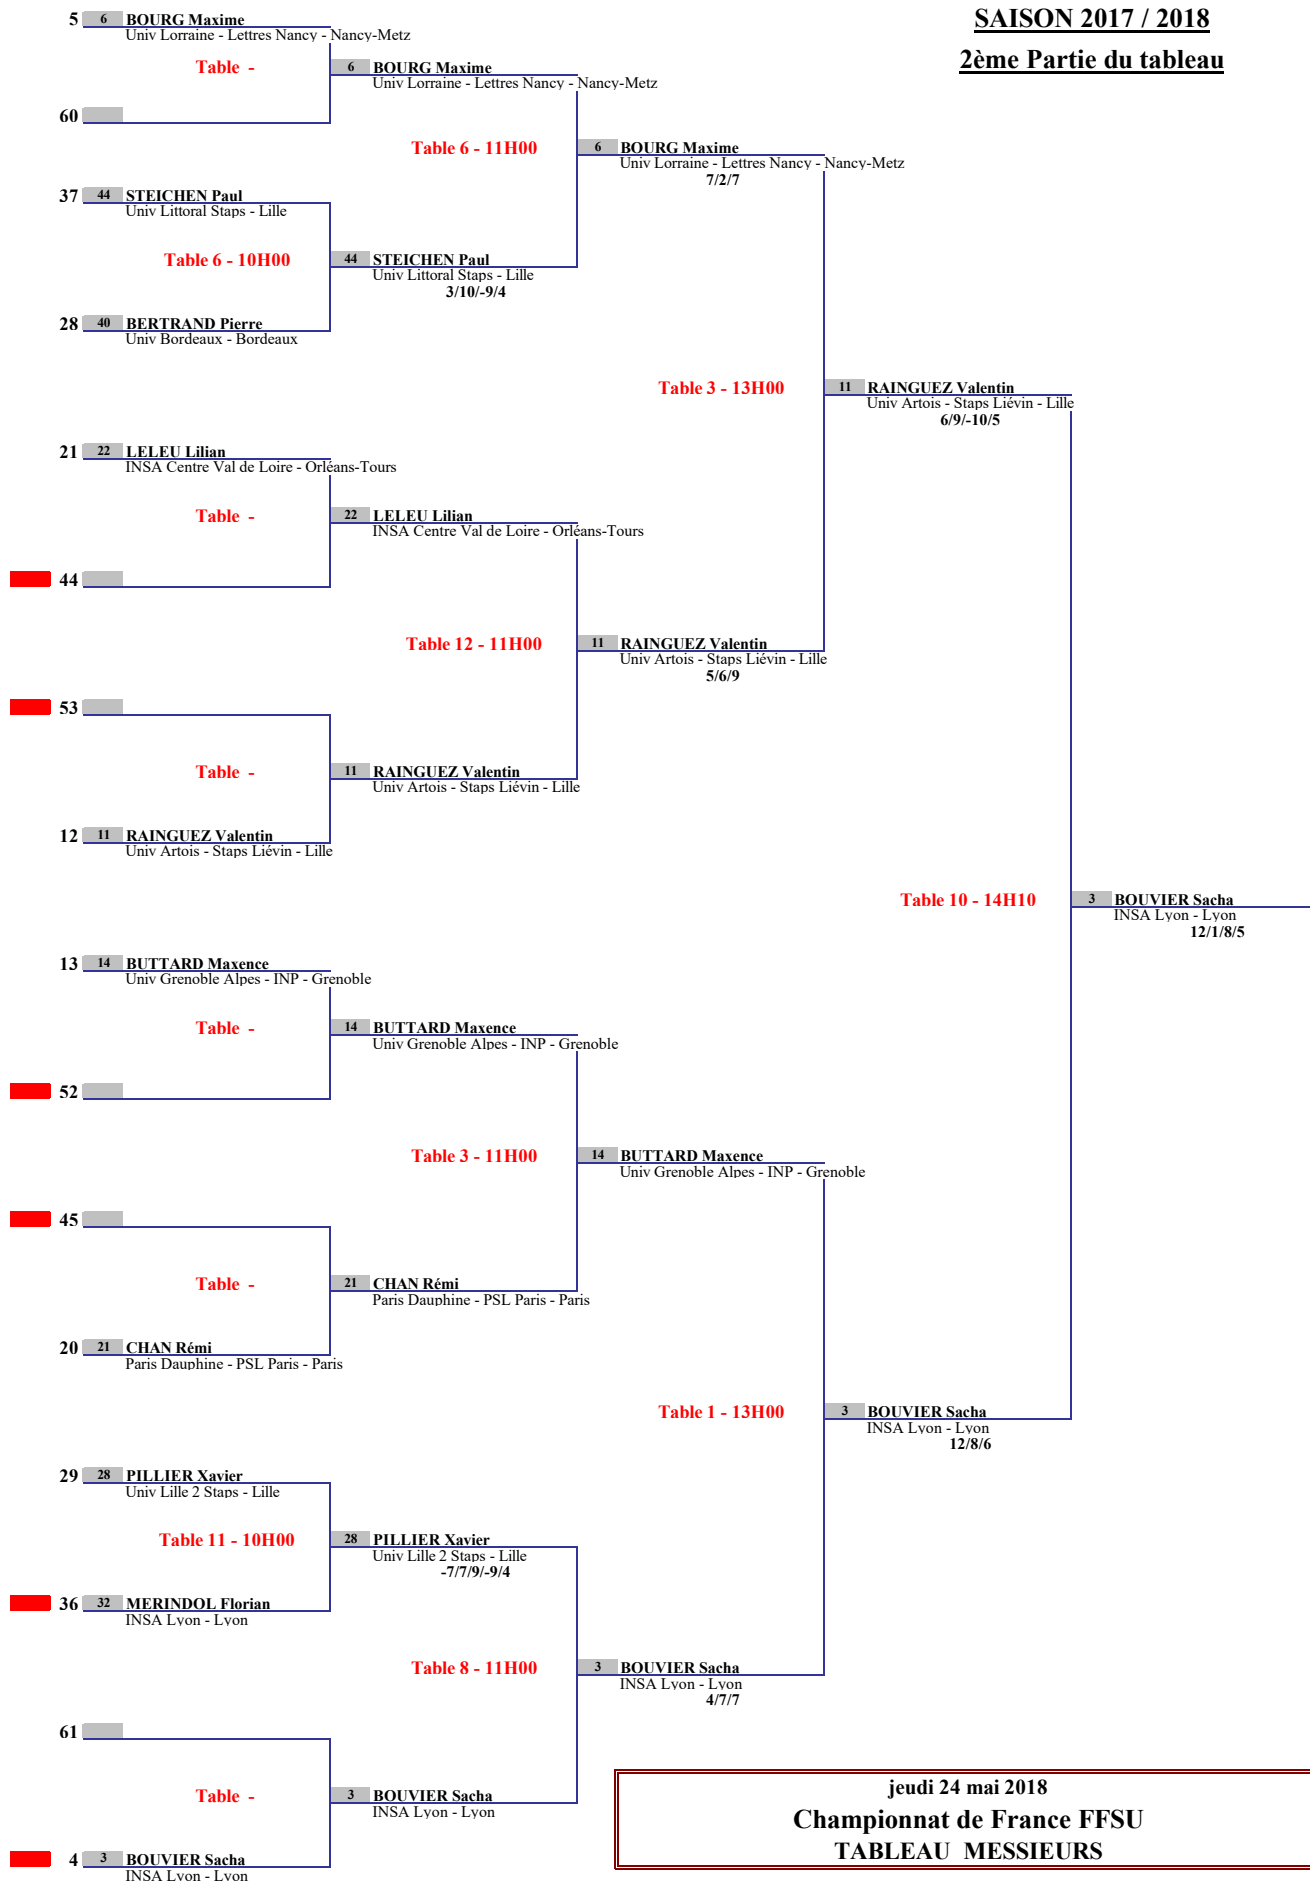 SAISON 2017 / 2018
2ème Partie du tableau
5 6 BOURG Maxime
Univ Lorraine - Lettres Nancy - Nancy-Metz
Table -
6 BOURG Maxime
Univ Lorraine - Lettres Nancy - Nancy-Metz
60
Table 6 - 11H00
6 BOURG Maxime
Univ Lorraine - Lettres Nancy - Nancy-Metz
7/2/7
37 44 STEICHEN Paul
Univ Littoral Staps - Lille
Table 6 - 10H00
44 STEICHEN Paul
Univ Littoral Staps - Lille
3/10/-9/4
28 40 BERTRAND Pierre
Univ Bordeaux - Bordeaux
Table 3 - 13H00
11 RAINGUEZ Valentin
Univ Artois - Staps Liévin - Lille
6/9/-10/5
21 22 LELEU Lilian
INSA Centre Val de Loire - Orléans-Tours
Table -
22 LELEU Lilian
INSA Centre Val de Loire - Orléans-Tours
44
Table 12 - 11H00
11 RAINGUEZ Valentin
Univ Artois - Staps Liévin - Lille
5/6/9
53
Table -
11 RAINGUEZ Valentin
Univ Artois - Staps Liévin - Lille
12 11 RAINGUEZ Valentin
Univ Artois - Staps Liévin - Lille
Table 10 - 14H10
3 BOUVIER Sacha
INSA Lyon - Lyon
12/1/8/5
13 14 BUTTARD Maxence
Univ Grenoble Alpes - INP - Grenoble
Table -
14 BUTTARD Maxence
Univ Grenoble Alpes - INP - Grenoble
52
Table 3 - 11H00
14 BUTTARD Maxence
Univ Grenoble Alpes - INP - Grenoble
45
Table -
21 CHAN Rémi
Paris Dauphine - PSL Paris - Paris
20 21 CHAN Rémi
Paris Dauphine - PSL Paris - Paris
Table 1 - 13H00
3 BOUVIER Sacha
INSA Lyon - Lyon
12/8/6
29 28 PILLIER Xavier
Univ Lille 2 Staps - Lille
Table 11 - 10H00
28 PILLIER Xavier
Univ Lille 2 Staps - Lille
-7/7/9/-9/4
36 32 MERINDOL Florian
INSA Lyon - Lyon
Table 8 - 11H00
3 BOUVIER Sacha
INSA Lyon - Lyon
4/7/7
61
Table -
3 BOUVIER Sacha
INSA Lyon - Lyon
4 3 BOUVIER Sacha
INSA Lyon - Lyon
jeudi 24 mai 2018
Championnat de France FFSU
TABLEAU MESSIEURS